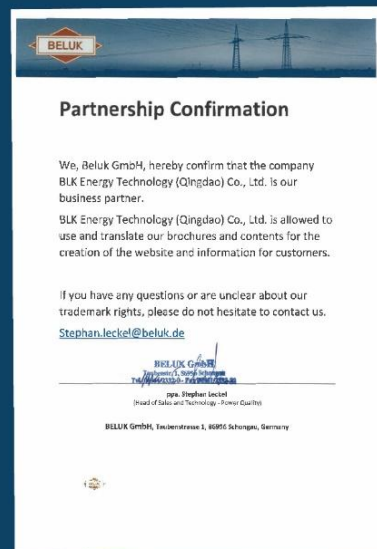 BELUK
Partnership Confirmation
We, Beluk GmbH, hereby confirm that the company
BLK Energy Technology (Qingdao) Co., Ltd. is our
business partner.
BLK Energy Technology (Qingdao) Co., Ltd. is allowed to
use and translate our brochures and contents for the
creation of the website and information for customers.
If you have any questions or are unclear about our
trademark rights, please do not hesitate to contact us.
Stephan.leckel@beluk.de
BELUK GmbH
ppa. Stephan Leckel
(Head of Sales and Technology - Power Quality)
BELUK GmbH, Taubenstrasse 1, 86956 Schongau, Germany